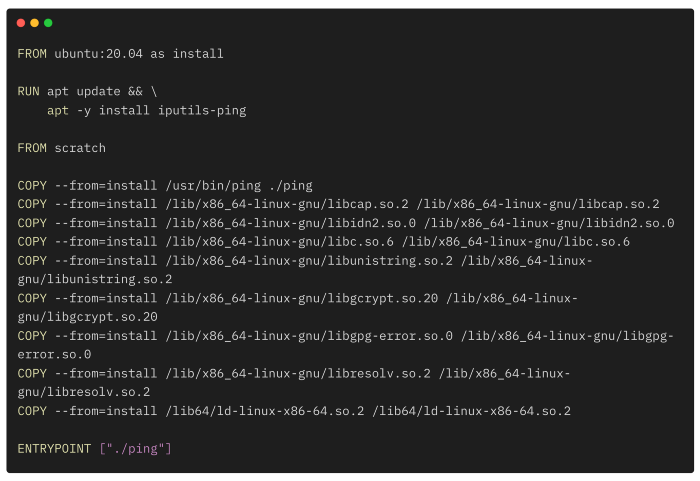 FROM ubuntu:20.04 as install
RUN apt update && \
apt -y install iputils-ping
FROM scratch
COPY --from=install /usr/bin/ping ./ping
COPY --from=install /lib/x86_64-linux-gnu/libcap.so.2 /lib/x86_64-linux-gnu/libcap.so.2
COPY --from=install /lib/x86_64-linux-gnu/libidn2.so.0 /lib/x86_64-linux-gnu/libidn2.so.0
COPY --from=install /lib/x86_64-linux-gnu/libc.so.6 /lib/x86_64-linux-gnu/libc.so.6
COPY --from=install /lib/x86_64-linux-gnu/libunistring.so.2 /lib/x86_64-linux-
gnu/libunistring.so.2
COPY --from=install /lib/x86_64-linux-gnu/libgcrypt.so.20 /lib/x86_64-linux-
gnu/libgcrypt.so.20
COPY --from=install /lib/x86_64-linux-gnu/libgpg-error.so.0 /lib/x86_64-linux-gnu/libgpg-
error.so.0
COPY --from=install /lib/x86_64-linux-gnu/libresolv.so.2 /lib/x86_64-linux-
gnu/libresolv.so.2
COPY --from=install /lib64/ld-linux-x86-64.so.2 /lib64/ld-linux-x86-64.so.2
ENTRYPOINT ["./ping"]